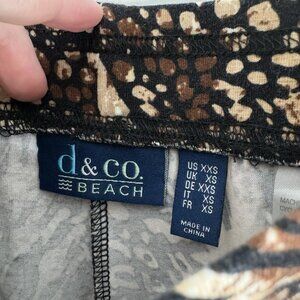 d & co.
BEACH
US XXS
UK XS
DE XXS
IT XS
FR XS
MADE IN
CHINA